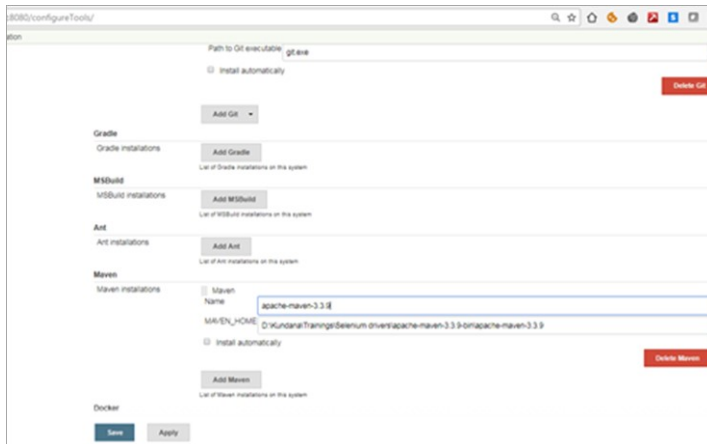 :8080/configureTools/
ation
Path to Git executable git.exe
Install automatically
Delete Git
Add Git
Gradle
Gradle installations Add Gradle
List of Gradle installations on this system
MSBuild
MSBuild installations Add MSBuild
List of MSBuild installations on this system
Ant
Ant installations Add Ant
List of Ant installations on this system
Maven
Maven installations Maven
Name apache-maven-3.3.9
MAVEN_HOME D:\Kundana\Trainings\Selenium drivers\apache-maven-3.3.9-bin\apache-maven-3.3.9
Install automatically
Delete Maven
Add Maven
List of Maven installations on this system
Docker
Save Apply